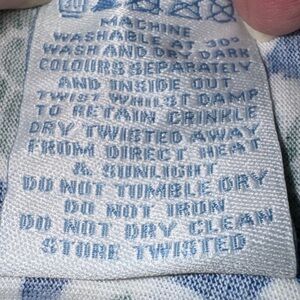 MACHINE
WASHABLE AT 30°
WASH AND DRY DARK
COLOURS SEPARATELY
AND INSIDE OUT
TWIST WHILST DAMP
TO RETAIN CRINKLE
DRY TWISTED AWAY
FROM DIRECT HEAT
& SUNLIGHT
DO NOT TUMBLE DRY
DO NOT IRON
DO NOT DRY CLEAN
STORE TWISTED